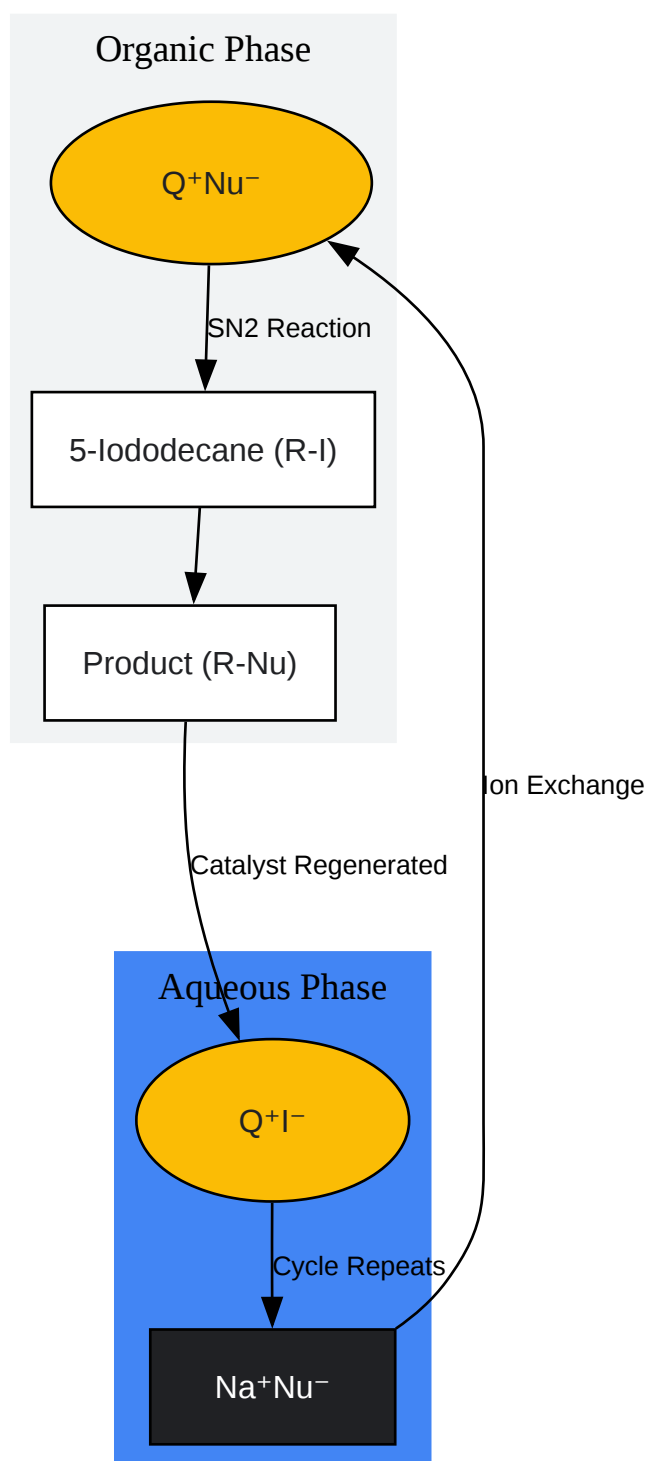 Organic Phase
Q⁺Nu⁻
SN2 Reaction
5-Iododecane (R-I)
Product (R-Nu)
Ion Exchange
Catalyst Regenerated
Aqueous Phase
Q⁺I⁻
Cycle Repeats
Na⁺Nu⁻